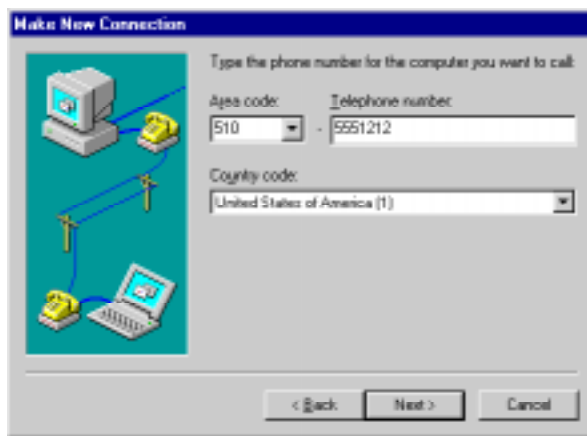 Make New Connection
Type the phone number for the computer you want to call:
Area code: Telephone number:
510 - 5551212
Country code:
United States of America (1)
< Back Next > Cancel